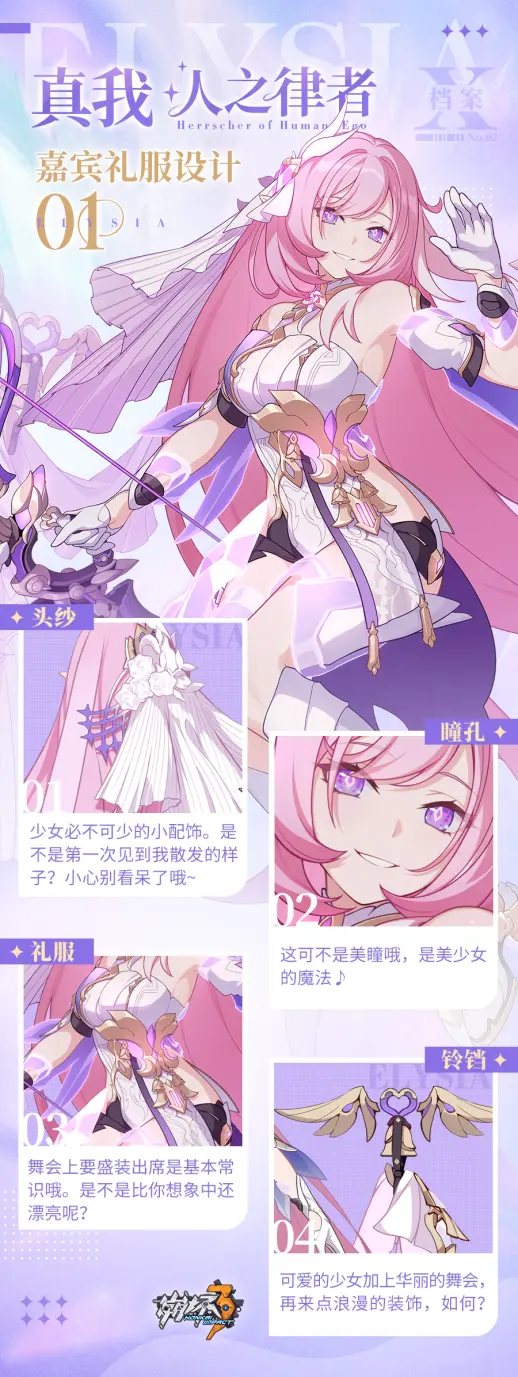 ELYSIA
真我·人之律者
Herrscher of Human: Ego
档案
嘉宾礼服设计
01
ELYSIA
头纱
ELYSIA
01
少女必不可少的小配饰。是
不是第一次见到我散发的样
子?小心别看呆了哦~
瞳孔
02
这可不是美瞳哦,是美少女
的魔法♪
礼服
03
舞会上要盛装出席是基本常
识哦。是不是比你想象中还
漂亮呢?
铃铛
ELYSIA
04
可爱的少女加上华丽的舞会,
再来点浪漫的装饰,如何?
崩坏3
HONKAI IMPACT